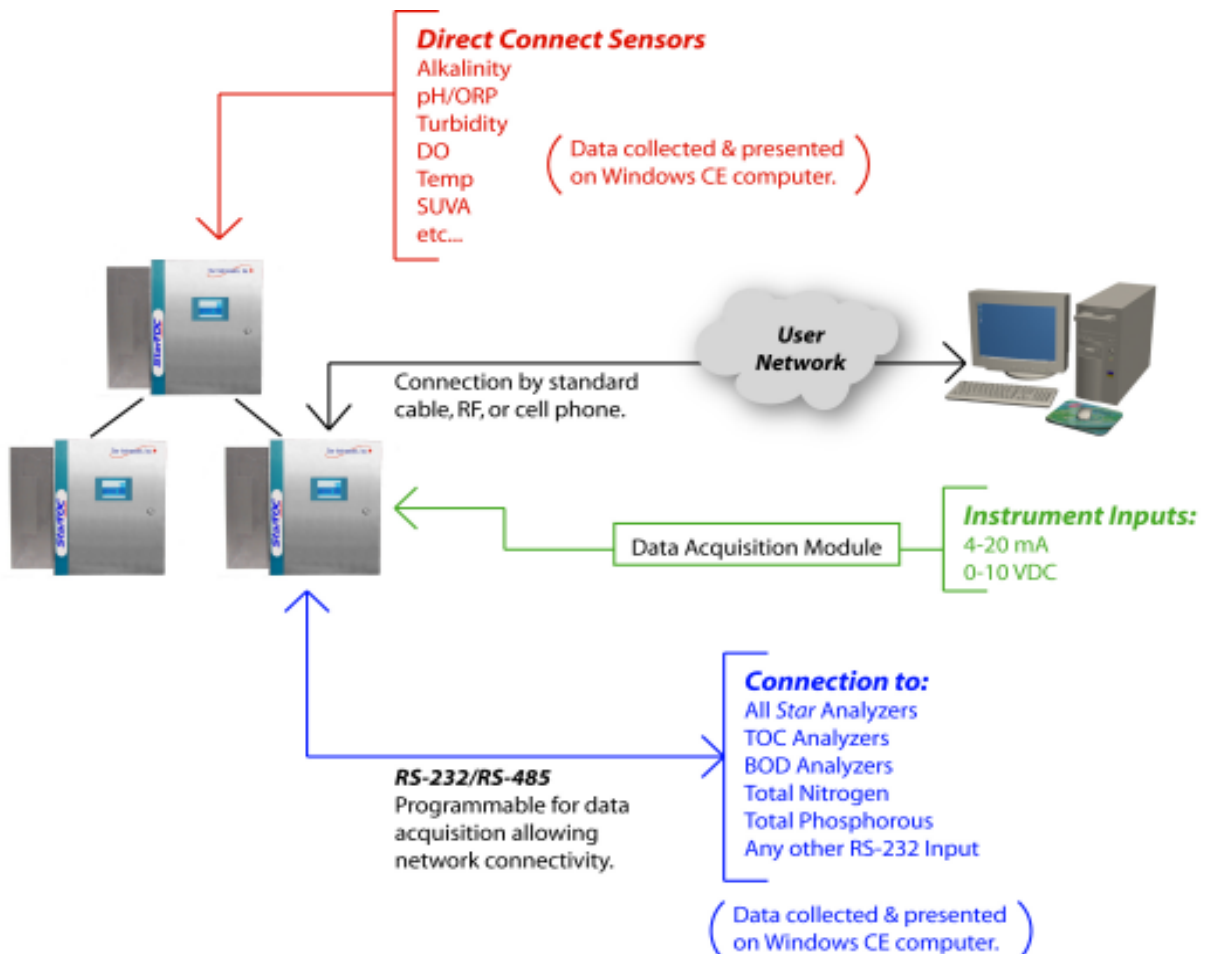 Direct Connect Sensors
Alkalinity
pH/ORP
Turbidity
DO
Temp
SUVA
etc...
(Data collected & presented
on Windows CE computer.)
StarTOC
User
Network
Connection by standard
cable, RF, or cell phone.
StarTOC
StarTOC
Data Acquisition Module
Instrument Inputs:
4-20 mA
0-10 VDC
RS-232/RS-485
Programmable for data
acquisition allowing
network connectivity.
Connection to:
All Star Analyzers
TOC Analyzers
BOD Analyzers
Total Nitrogen
Total Phosphorous
Any other RS-232 Input
(Data collected & presented
on Windows CE computer.)